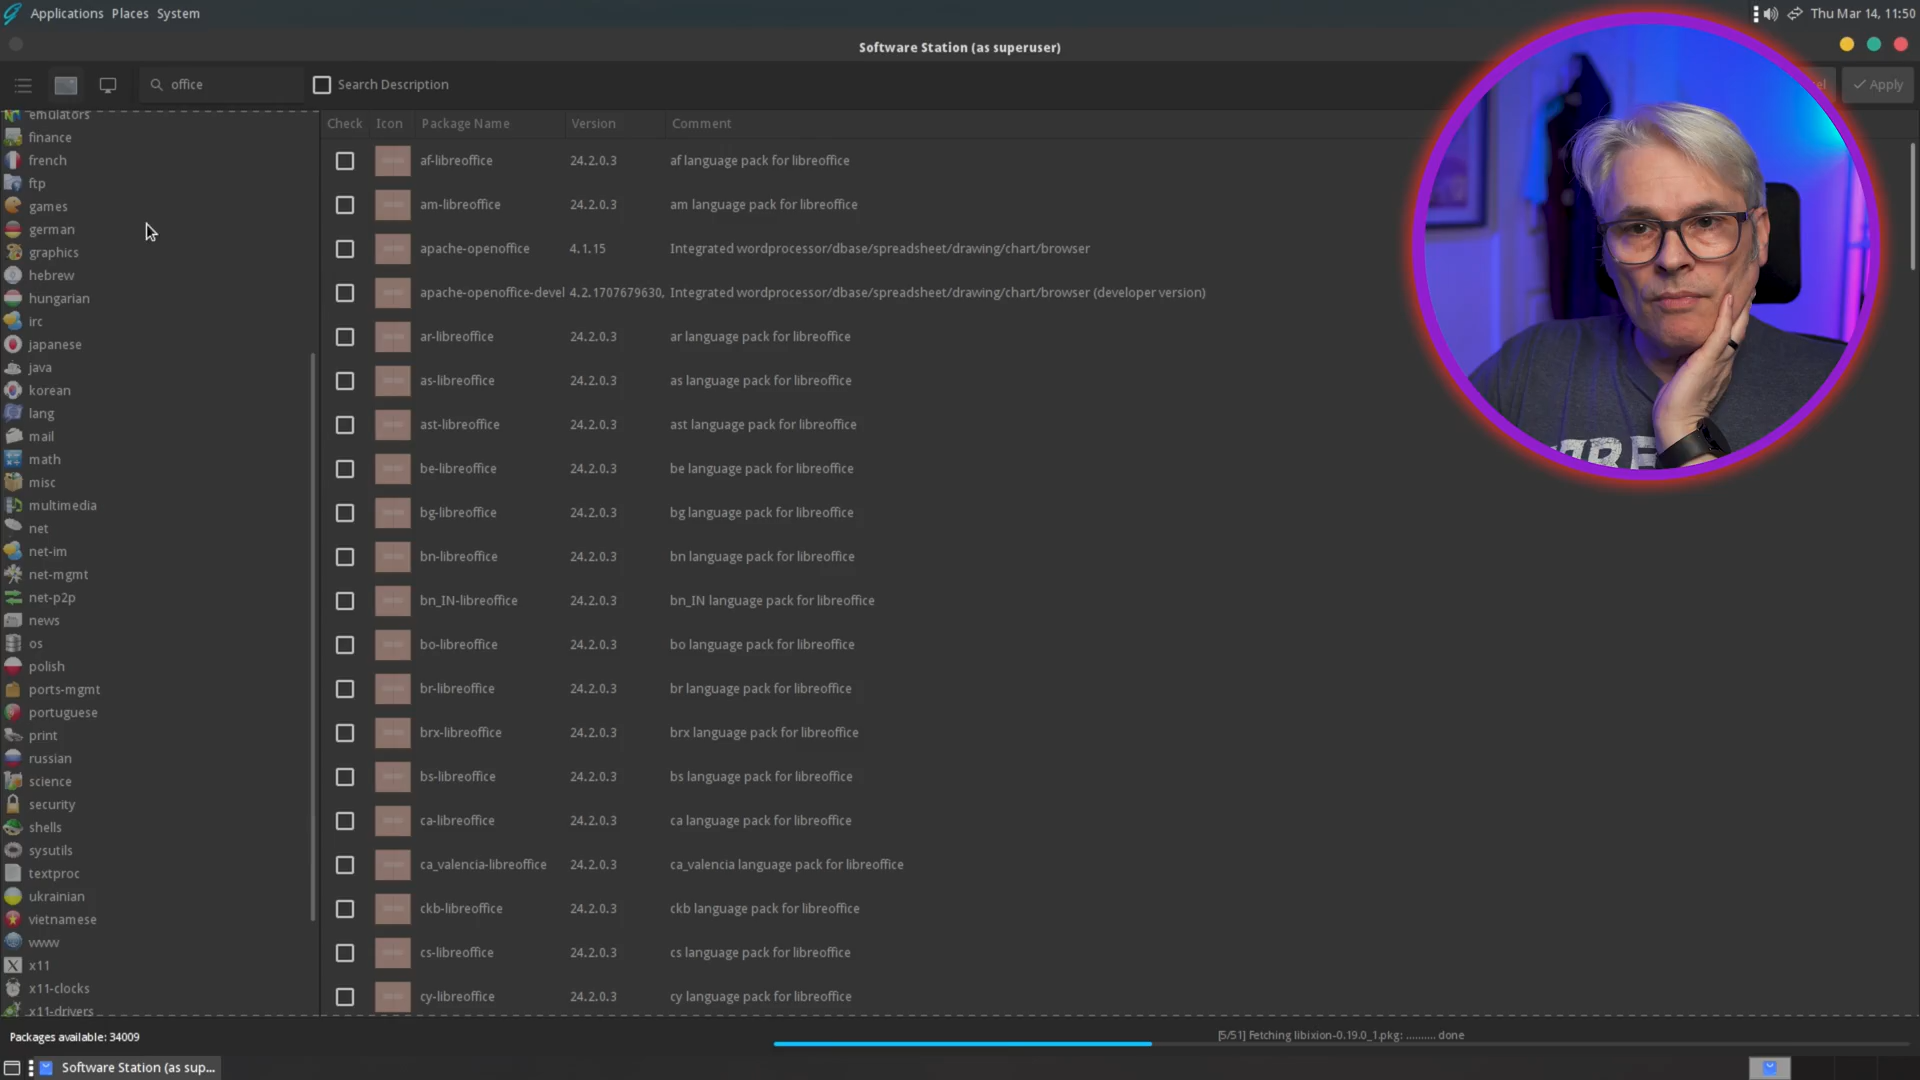 Applications Places System
Thu Mar 14, 11:50
Software Station (as superuser)
office
Search Description
Apply
Check Icon Package Name Version Comment
emulators
finance
french
ftp
games
german
graphics
hebrew
hungarian
irc
japanese
java
korean
lang
mail
math
misc
multimedia
net
net-im
net-mgmt
net-p2p
news
os
polish
ports-mgmt
portuguese
print
russian
science
security
shells
sysutils
textproc
ukrainian
vietnamese
www
x11
x11-clocks
x11-drivers
af-libreoffice 24.2.0.3 af language pack for libreoffice
am-libreoffice 24.2.0.3 am language pack for libreoffice
apache-openoffice 4.1.15 Integrated wordprocessor/dbase/spreadsheet/drawing/chart/browser
apache-openoffice-devel 4.2.1707679630, Integrated wordprocessor/dbase/spreadsheet/drawing/chart/browser (developer version)
ar-libreoffice 24.2.0.3 ar language pack for libreoffice
as-libreoffice 24.2.0.3 as language pack for libreoffice
ast-libreoffice 24.2.0.3 ast language pack for libreoffice
be-libreoffice 24.2.0.3 be language pack for libreoffice
bg-libreoffice 24.2.0.3 bg language pack for libreoffice
bn-libreoffice 24.2.0.3 bn language pack for libreoffice
bn_IN-libreoffice 24.2.0.3 bn_IN language pack for libreoffice
bo-libreoffice 24.2.0.3 bo language pack for libreoffice
br-libreoffice 24.2.0.3 br language pack for libreoffice
brx-libreoffice 24.2.0.3 brx language pack for libreoffice
bs-libreoffice 24.2.0.3 bs language pack for libreoffice
ca-libreoffice 24.2.0.3 ca language pack for libreoffice
ca_valencia-libreoffice 24.2.0.3 ca_valencia language pack for libreoffice
ckb-libreoffice 24.2.0.3 ckb language pack for libreoffice
cs-libreoffice 24.2.0.3 cs language pack for libreoffice
cy-libreoffice 24.2.0.3 cy language pack for libreoffice
Packages available: 34009
[5/51] Fetching libixion-0.19.0_1.pkg: .......... done
Software Station (as sup...